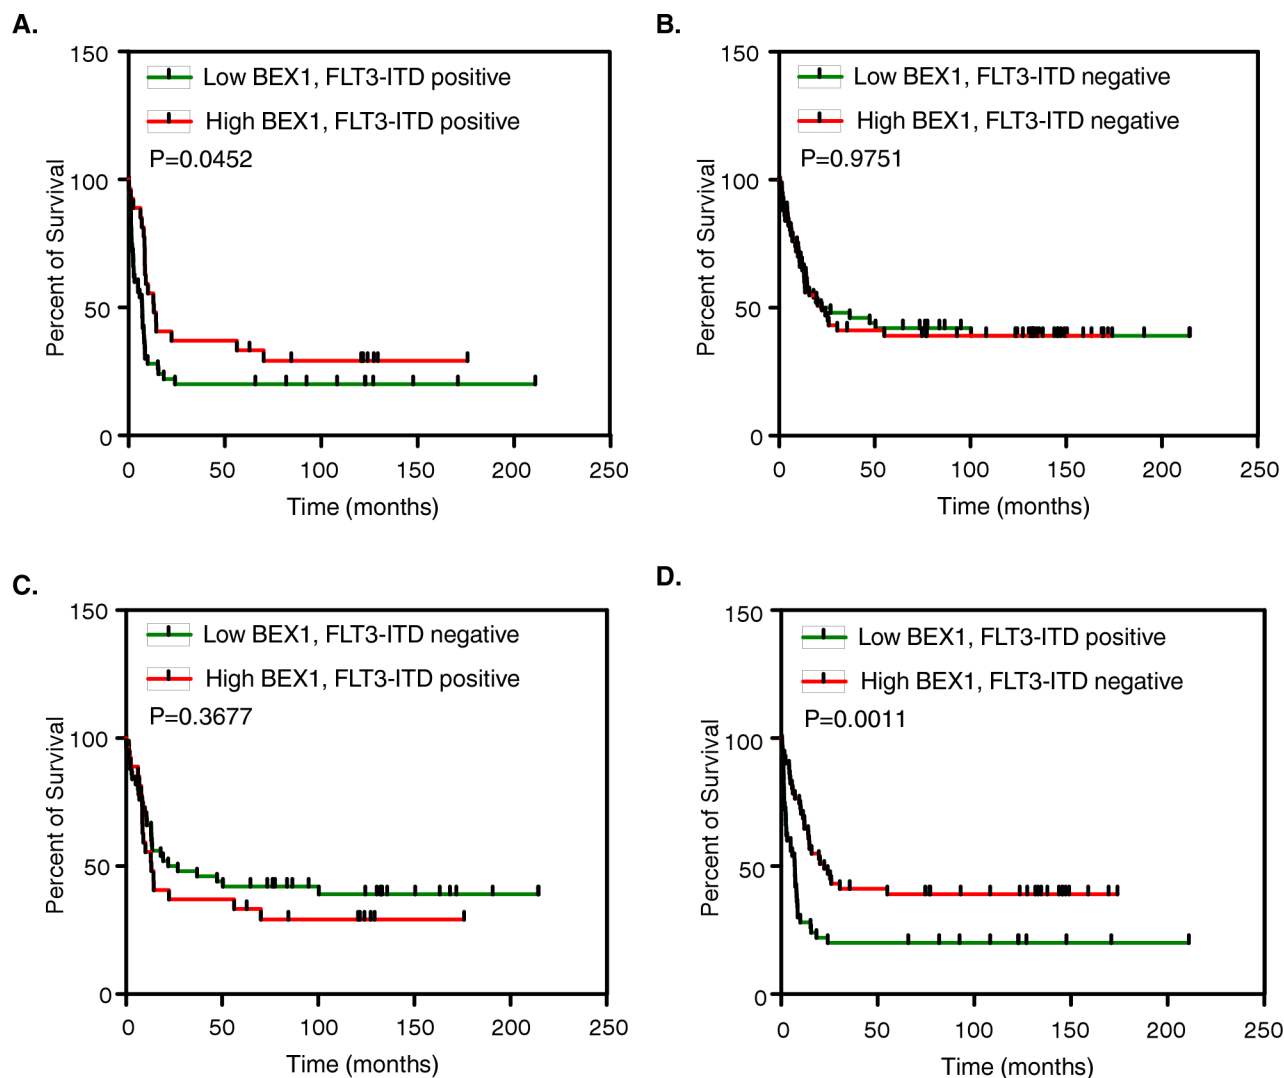 A.
150
Low BEX1, FLT3-ITD positive
High BEX1, FLT3-ITD positive
P=0.0452
100
50
0
Percent of Survival
0 50 100 150 200 250
Time (months)
B.
150
Low BEX1, FLT3-ITD negative
High BEX1, FLT3-ITD negative
P=0.9751
100
50
0
Percent of Survival
0 50 100 150 200 250
Time (months)
C.
150
Low BEX1, FLT3-ITD negative
High BEX1, FLT3-ITD positive
P=0.3677
100
50
0
Percent of Survival
0 50 100 150 200 250
Time (months)
D.
150
Low BEX1, FLT3-ITD positive
High BEX1, FLT3-ITD negative
P=0.0011
100
50
0
Percent of Survival
0 50 100 150 200 250
Time (months)